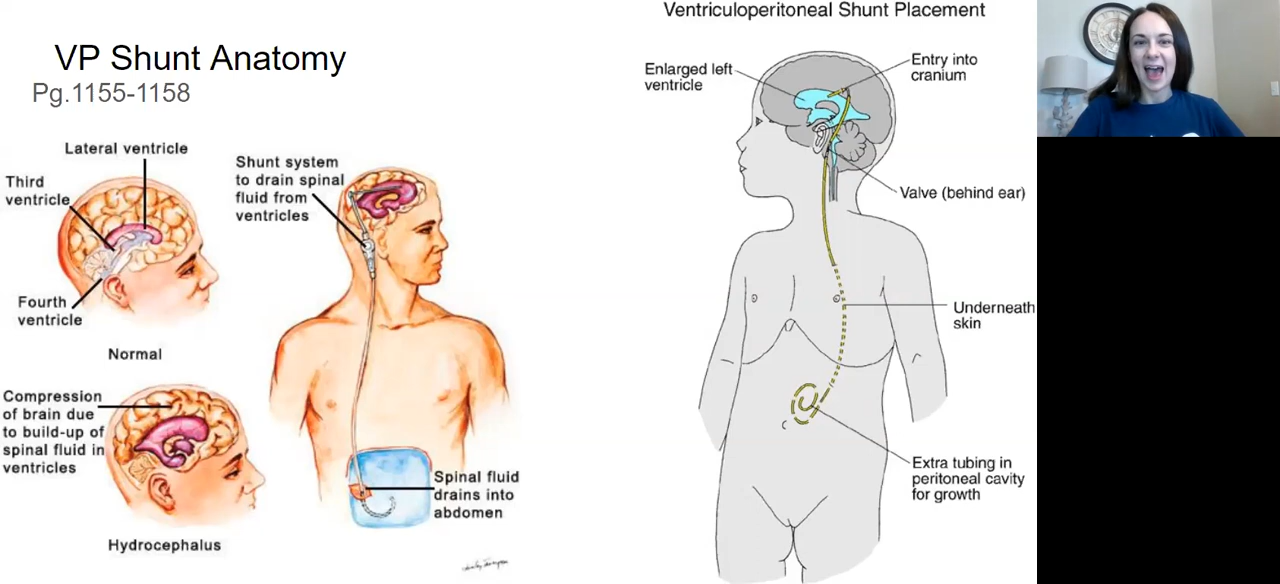 VP Shunt Anatomy
Pg.1155-1158
Lateral ventricle
Third
ventricle
Fourth
ventricle
Normal
Compression
of brain due
to build-up of
spinal fluid in
ventricles
Hydrocephalus
Shunt system
to drain spinal
fluid from
ventricles
Spinal fluid
drains into
abdomen
Ventriculoperitoneal Shunt Placement
Enlarged left
ventricle
Entry into
cranium
Valve (behind ear)
Underneath
skin
Extra tubing in
peritoneal cavity
for growth